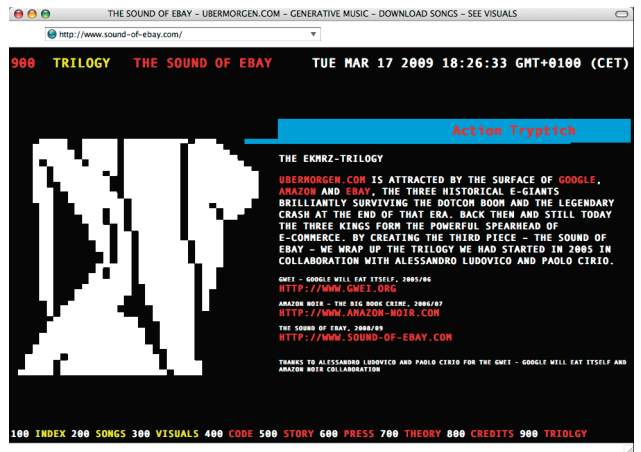 THE SOUND OF EBAY – UBERMORGEN.COM – GENERATIVE MUSIC – DOWNLOAD SONGS – SEE VISUALS
http://www.sound-of-ebay.com/
900 TRILOGY THE SOUND OF EBAY TUE MAR 17 2009 18:26:33 GMT+0100 (CET)
Action Tryptich
THE EKMRZ-TRILOGY
UBERMORGEN.COM IS ATTRACTED BY THE SURFACE OF GOOGLE,
AMAZON AND EBAY, THE THREE HISTORICAL E-GIANTS
BRILLIANTLY SURVIVING THE DOTCOM BOOM AND THE LEGENDARY
CRASH AT THE END OF THAT ERA. BACK THEN AND STILL TODAY
THE THREE KINGS FORM THE POWERFUL SPEARHEAD OF
E-COMMERCE. BY CREATING THE THIRD PIECE – THE SOUND OF
EBAY – WE WRAP UP THE TRILOGY WE HAD STARTED IN 2005 IN
COLLABORATION WITH ALESSANDRO LUDOVICO AND PAOLO CIRIO.
GWEI – GOOGLE WILL EAT ITSELF, 2005/06
HTTP://WWW.GWEI.ORG
AMAZON NOIR – THE BIG BOOK CRIME, 2006/07
HTTP://WWW.AMAZON-NOIR.COM
THE SOUND OF EBAY, 2008/09
HTTP://WWW.SOUND-OF-EBAY.COM
THANKS TO ALESSANDRO LUDOVICO AND PAOLO CIRIO FOR THE GWEI – GOOGLE WILL EAT ITSELF AND
AMAZON NOIR COLLABORATION
100 INDEX 200 SONGS 300 VISUALS 400 CODE 500 STORY 600 PRESS 700 THEORY 800 CREDITS 900 TRIOLGY